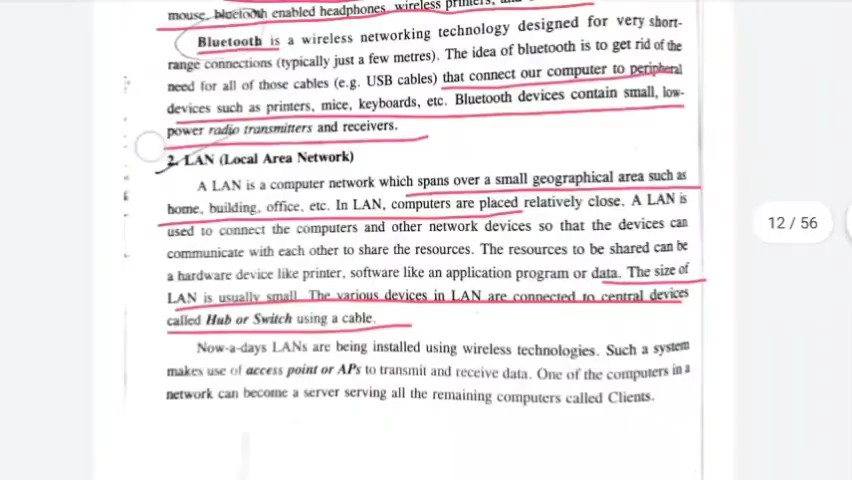 mouse, bluetooth enabled headphones, wireless printers, and
Bluetooth is a wireless networking technology designed for very short-
range connections (typically just a few metres). The idea of bluetooth is to get rid of the
need for all of those cables (e.g. USB cables) that connect our computer to peripheral
devices such as printers, mice, keyboards, etc. Bluetooth devices contain small, low-
power radio transmitters and receivers.
2. LAN (Local Area Network)
A LAN is a computer network which spans over a small geographical area such as
home, building, office, etc. In LAN, computers are placed relatively close. A LAN is
used to connect the computers and other network devices so that the devices can
communicate with each other to share the resources. The resources to be shared can be
a hardware device like printer, software like an application program or data. The size of
LAN is usually small. The various devices in LAN are connected to central devices
called Hub or Switch using a cable.
Now-a-days LANs are being installed using wireless technologies. Such a system
makes use of access point or APs to transmit and receive data. One of the computers in a
network can become a server serving all the remaining computers called Clients.
12 / 56